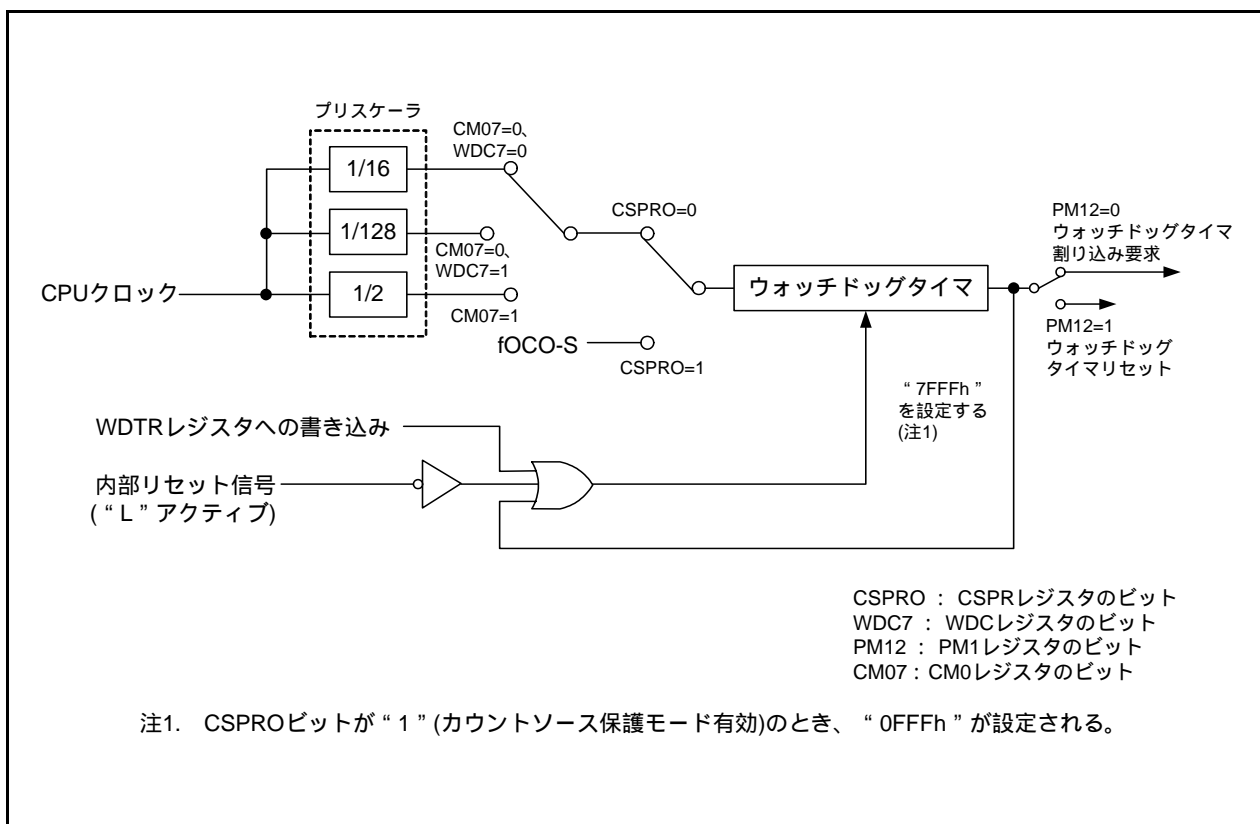 プリスケーラ
CM07=0、
WDC7=0
1/16
CSPRO=0
PM12=0
ウォッチドッグタイマ
割り込み要求
1/128
CM07=0、
WDC7=1
CPUクロック
1/2
CM07=1
ウォッチドッグタイマ
fOCO-S
CSPRO=1
PM12=1
ウォッチドッグ
タイマリセット
“ 7FFFh ”
を設定する
(注1)
WDTRレジスタへの書き込み
内部リセット信号
( “ L ” アクティブ)
CSPRO : CSPRレジスタのビット
WDC7 : WDCレジスタのビット
PM12 : PM1レジスタのビット
CM07 : CM0レジスタのビット
注1. CSPROビットが “ 1 ” (カウントソース保護モード有効)のとき、 “ 0FFFh ” が設定される。